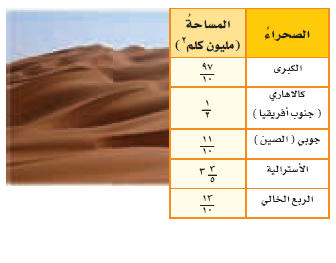 الصحراءُ المساحةُ
(مليون كلم٢)
الكبرى ٩٧/١٠
كالاهاري
( جنوب أفريقيا ) ١/٢
جوبي ( الصين ) ١١/١٠
الأسترالية ٣ ٣/٥
الربع الخالي ١٣/١٠